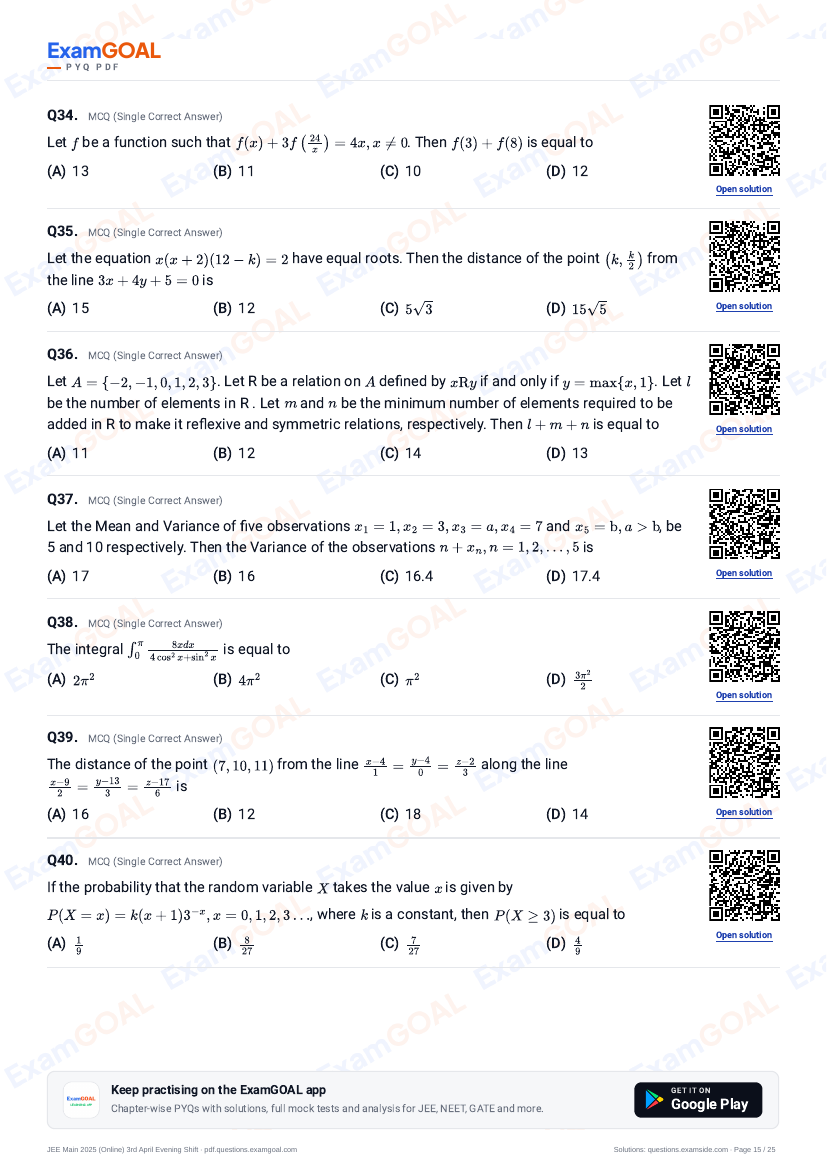 ExamGOAL
PYQ PDF
Q34. MCQ (Single Correct Answer)
Let f be a function such that f(x) + 3f(24/x) = 4x, x ≠ 0. Then f(3) + f(8) is equal to
(A) 13 (B) 11 (C) 10 (D) 12
Open solution
Q35. MCQ (Single Correct Answer)
Let the equation x(x + 2)(12 − k) = 2 have equal roots. Then the distance of the point (k, k/2) from
the line 3x + 4y + 5 = 0 is
(A) 15 (B) 12 (C) 5√3 (D) 15√5
Open solution
Q36. MCQ (Single Correct Answer)
Let A = {−2, −1, 0, 1, 2, 3}. Let R be a relation on A defined by xRy if and only if y = max{x, 1}. Let l
be the number of elements in R . Let m and n be the minimum number of elements required to be
added in R to make it reflexive and symmetric relations, respectively. Then l + m + n is equal to
(A) 11 (B) 12 (C) 14 (D) 13
Open solution
Q37. MCQ (Single Correct Answer)
Let the Mean and Variance of five observations x₁ = 1, x₂ = 3, x₃ = a, x₄ = 7 and x₅ = b, a > b, be
5 and 10 respectively. Then the Variance of the observations n + xₙ, n = 1, 2, . . . , 5 is
(A) 17 (B) 16 (C) 16.4 (D) 17.4
Open solution
Q38. MCQ (Single Correct Answer)
The integral ∫₀^π 8xdx/(4 cos² x+sin² x) is equal to
(A) 2π² (B) 4π² (C) π² (D) 3π²/2
Open solution
Q39. MCQ (Single Correct Answer)
The distance of the point (7, 10, 11) from the line (x−4)/1 = (y−4)/0 = (z−2)/3 along the line
(x−9)/2 = (y−13)/3 = (z−17)/6 is
(A) 16 (B) 12 (C) 18 (D) 14
Open solution
Q40. MCQ (Single Correct Answer)
If the probability that the random variable X takes the value x is given by
P(X = x) = k(x + 1)3⁻ˣ, x = 0, 1, 2, 3 . . ., where k is a constant, then P(X ≥ 3) is equal to
(A) 1/9 (B) 8/27 (C) 7/27 (D) 4/9
Open solution
ExamGOAL
Keep practising on the ExamGOAL app
Chapter-wise PYQs with solutions, full mock tests and analysis for JEE, NEET, GATE and more.
GET IT ON
Google Play
JEE Main 2025 (Online) 3rd April Evening Shift · pdf.questions.examgoal.com
Solutions: questions.examside.com · Page 15 / 25